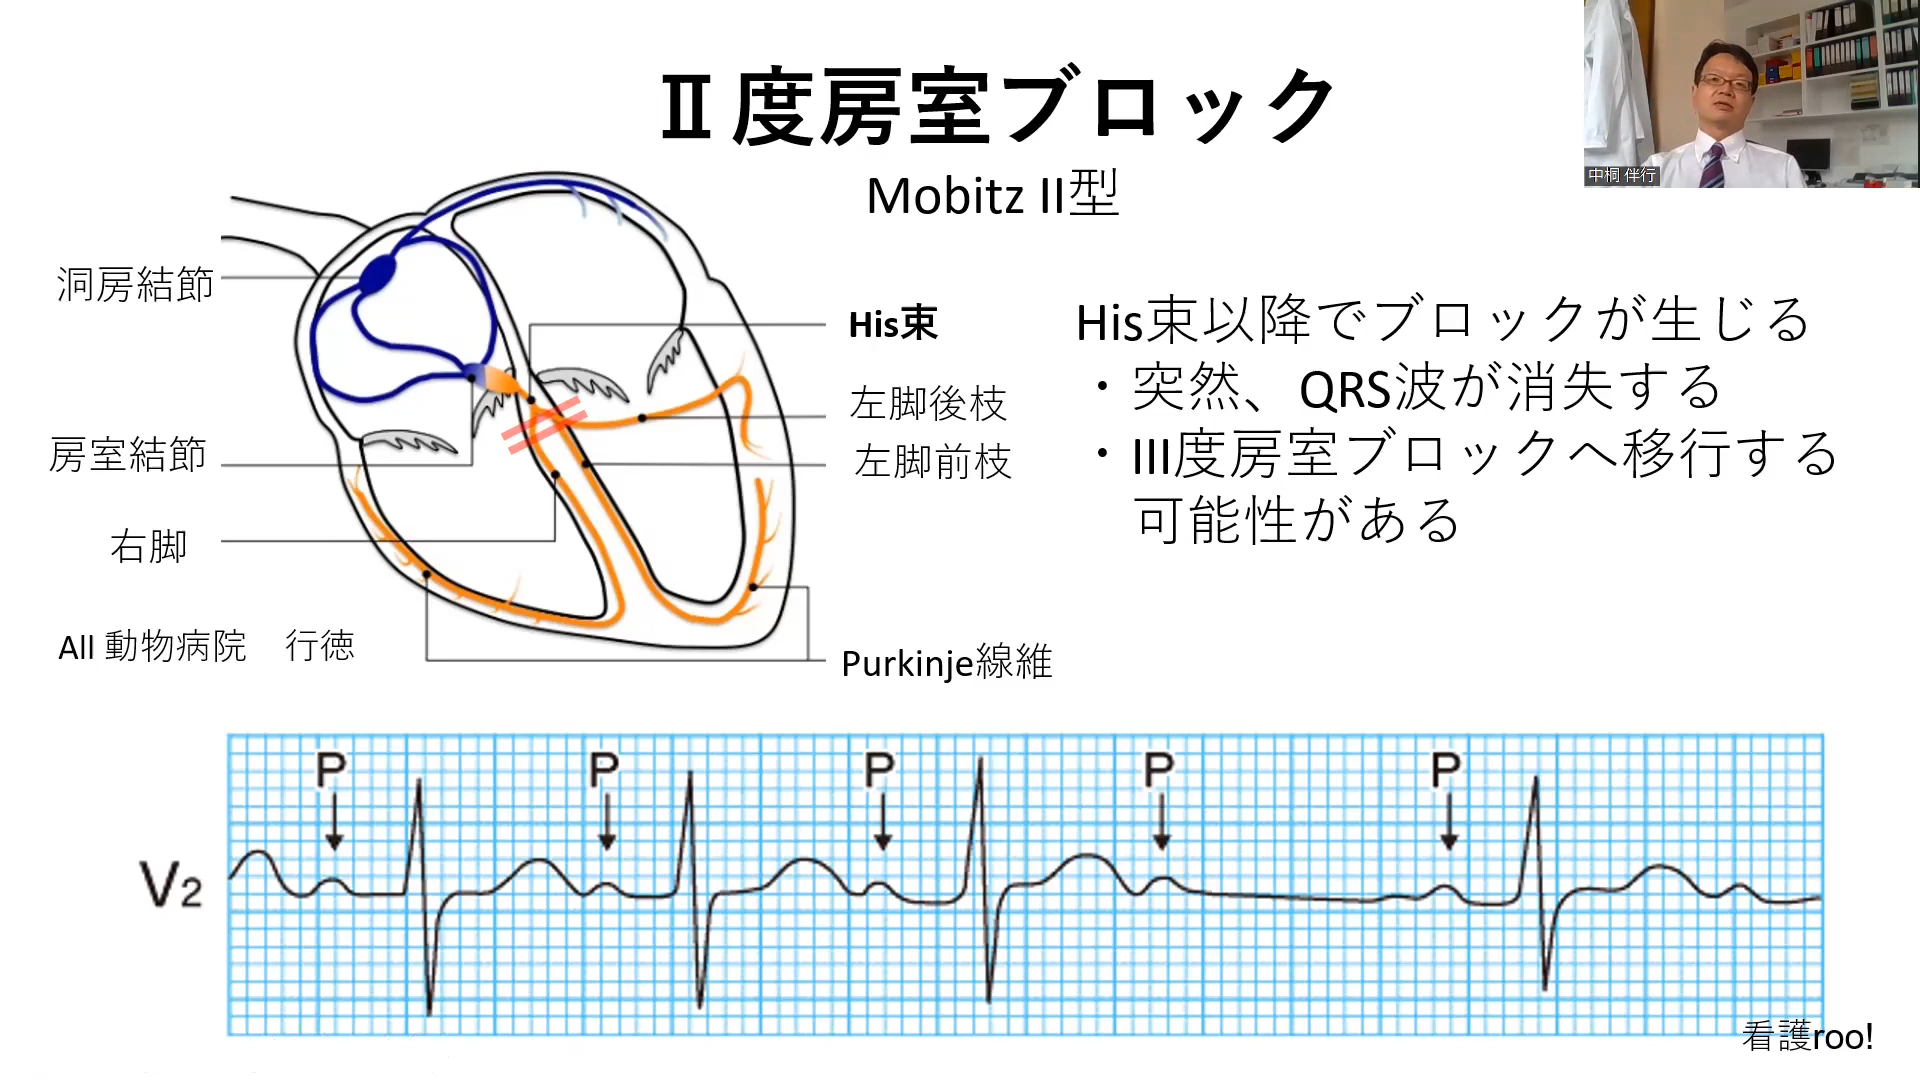 Ⅱ度房室ブロック
Mobitz II型
中桐 伴行
洞房結節
房室結節
右脚
All 動物病院　行徳
His束
左脚後枝
左脚前枝
Purkinje線維
His束以降でブロックが生じる
・突然、QRS波が消失する
・III度房室ブロックへ移行する
可能性がある
P P P P P
V2
看護roo!